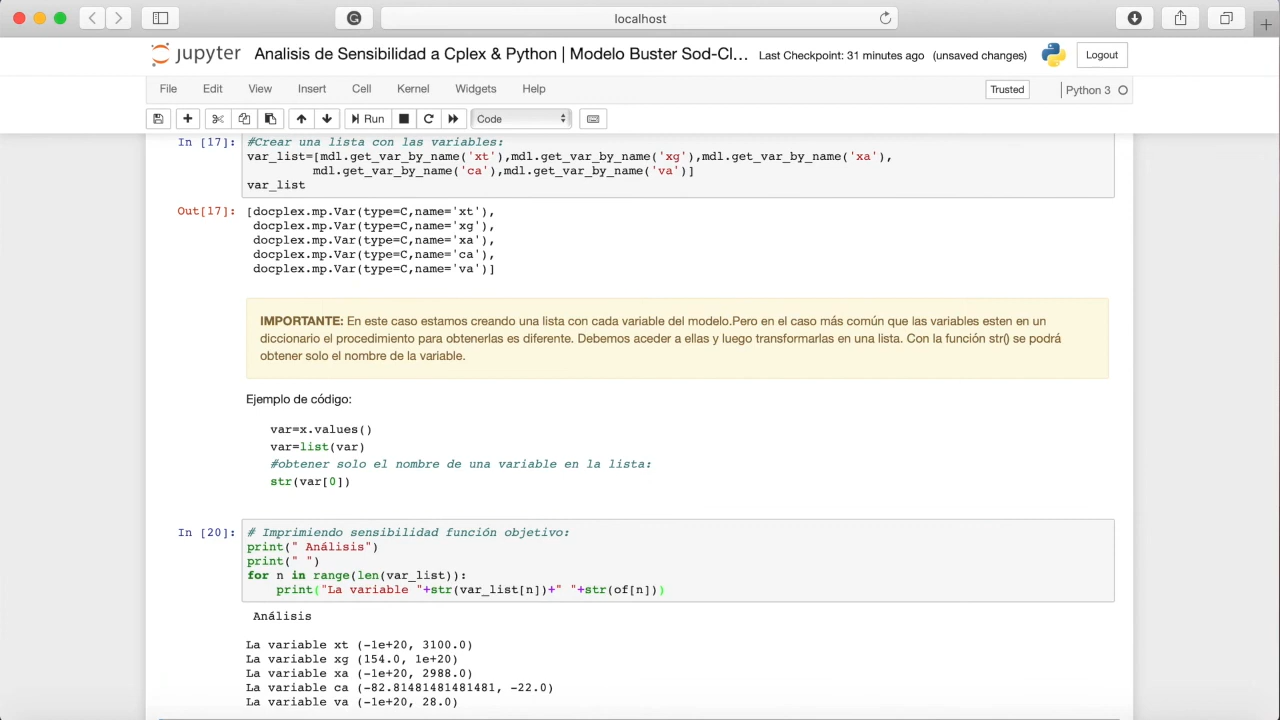 localhost
jupyter Analisis de Sensibilidad a Cplex & Python | Modelo Buster Sod-Cl... Last Checkpoint: 31 minutes ago (unsaved changes) Logout
File Edit View Insert Cell Kernel Widgets Help Trusted Python 3
Run Code
In [17]: #Crear una lista con las variables:
var_list=[mdl.get_var_by_name('xt'),mdl.get_var_by_name('xg'),mdl.get_var_by_name('xa'),
mdl.get_var_by_name('ca'),mdl.get_var_by_name('va')]
var_list
Out[17]: [docplex.mp.Var(type=C,name='xt'),
docplex.mp.Var(type=C,name='xg'),
docplex.mp.Var(type=C,name='xa'),
docplex.mp.Var(type=C,name='ca'),
docplex.mp.Var(type=C,name='va')]
IMPORTANTE: En este caso estamos creando una lista con cada variable del modelo.Pero en el caso más común que las variables esten en un
diccionario el procedimiento para obtenerlas es diferente. Debemos aceder a ellas y luego transformarlas en una lista. Con la función str() se podrá
obtener solo el nombre de la variable.
Ejemplo de código:
var=x.values()
var=list(var)
#obtener solo el nombre de una variable en la lista:
str(var[0])
In [20]: # Imprimiendo sensibilidad función objetivo:
print(" Análisis")
print(" ")
for n in range(len(var_list)):
print("La variable "+str(var_list[n])+" "+str(of[n]))
Análisis
La variable xt (-1e+20, 3100.0)
La variable xg (154.0, 1e+20)
La variable xa (-1e+20, 2988.0)
La variable ca (-82.81481481481481, -22.0)
La variable va (-1e+20, 28.0)